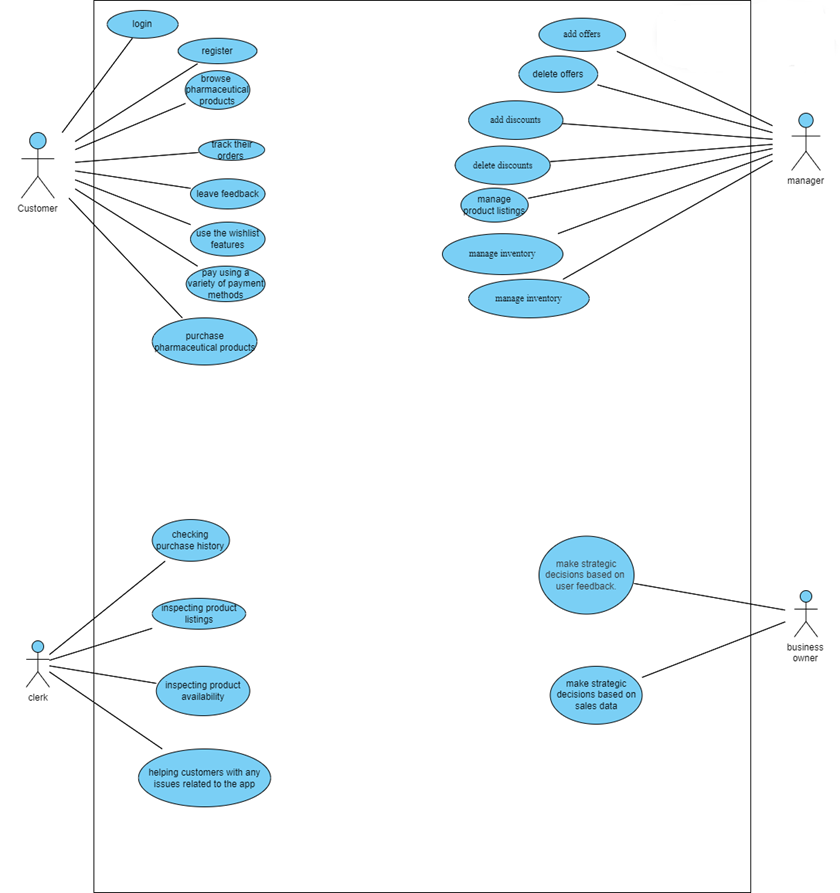 login
register
browse
pharmaceutical
products
track their
orders
leave feedback
use the wishlist
features
pay using a
variety of payment
methods
purchase
pharmaceutical products
Customer
add offers
delete offers
add discounts
delete discounts
manage
product listings
manage inventory
manage inventory
manager
checking
purchase history
inspecting product
listings
inspecting product
availability
helping customers with any
issues related to the app
clerk
make strategic
decisions based on
user feedback.
make strategic
decisions based on
sales data
business
owner